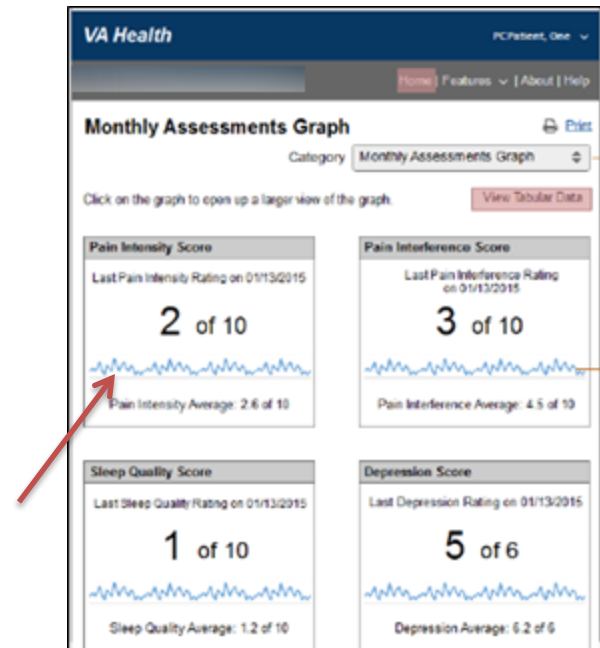 VA Health
PCPatient, One
Home | Features | About | Help
Monthly Assessments Graph
Print
Category
Monthly Assessments Graph
Click on the graph to open up a larger view of the graph.
View Tabular Data
Pain Intensity Score
Last Pain Intensity Rating on 01/13/2015
2 of 10
Pain Intensity Average: 2.6 of 10
Pain Interference Score
Last Pain Interference Rating
on 01/13/2015
3 of 10
Pain Interference Average: 4.5 of 10
Sleep Quality Score
Last Sleep Quality Rating on 01/13/2015
1 of 10
Sleep Quality Average: 1.2 of 10
Depression Score
Last Depression Rating on 01/13/2015
5 of 6
Depression Average: 6.2 of 6